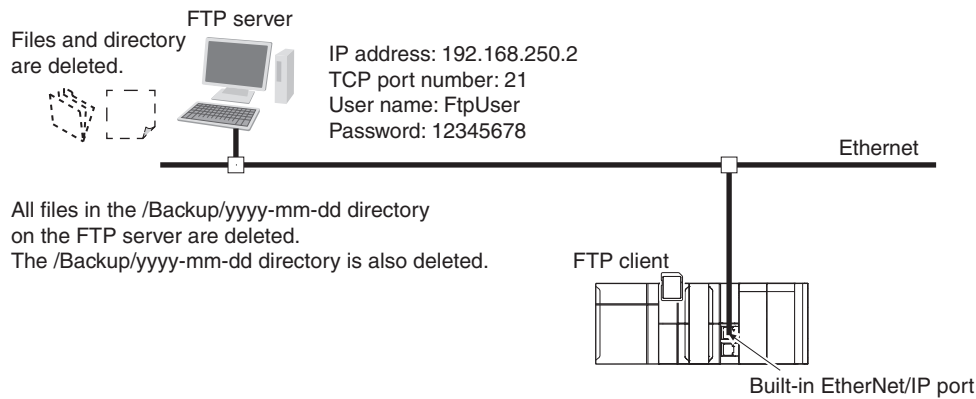 FTP server
Files and directory
are deleted.
IP address: 192.168.250.2
TCP port number: 21
User name: FtpUser
Password: 12345678
Ethernet
All files in the /Backup/yyyy-mm-dd directory
on the FTP server are deleted.
The /Backup/yyyy-mm-dd directory is also deleted.
FTP client
Built-in EtherNet/IP port